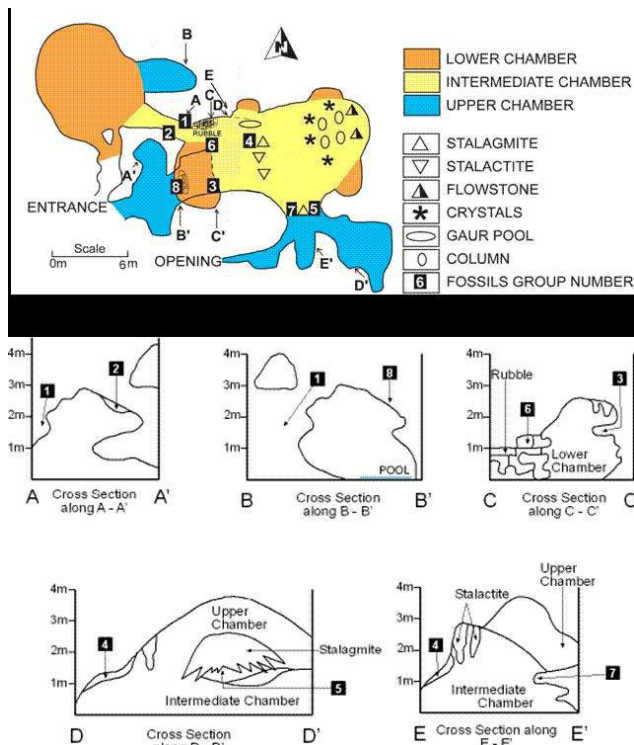 B
N
LOWER CHAMBER
E
INTERMEDIATE CHAMBER
A
C
D
UPPER CHAMBER
1
RUBBLE
2
4
STALAGMITE
6
STALACTITE
A'
8
3
FLOWSTONE
ENTRANCE
7
5
CRYSTALS
B'
C'
GAUR POOL
Scale
0m 6m
OPENING
E'
D'
COLUMN
6
FOSSILS GROUP NUMBER
4m
3m
2m
1m
1
2
A
A'
Cross Section
along A - A'
4m
3m
2m
1m
1
8
POOL
B
B'
Cross Section
along B - B'
4m
3m
2m
1m
Rubble
6
3
Lower
Chamber
C
Cross Section
along C - C'
4m
3m
2m
1m
4
Upper
Chamber
Stalagmite
5
Intermediate Chamber
D
D'
Cross Section
4m
3m
2m
1m
Stalactite
Upper
Chamber
4
7
Intermediate
Chamber
E
E'
Cross Section along